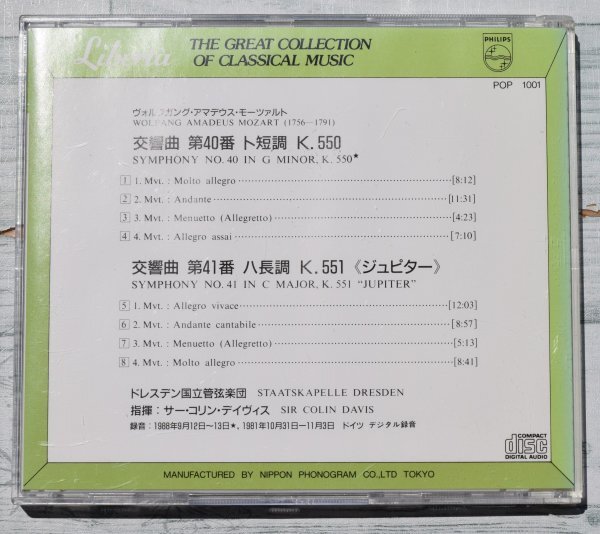 Liberta THE GREAT COLLECTION
OF CLASSICAL MUSIC
PHILIPS
POP 1001
ヴォルフガング・アマデウス・モーツァルト
WOLFGANG AMADEUS MOZART (1756—1791)
交響曲 第40番 ト短調 K.550
SYMPHONY NO.40 IN G MINOR, K. 550★
1 1. Mvt. : Molto allegro [8:12]
2 2. Mvt. : Andante [11:31]
3 3. Mvt. : Menuetto (Allegretto) [4:23]
4 4. Mvt. : Allegro assai [7:10]
交響曲 第41番 ハ長調 K.551 《ジュピター》
SYMPHONY NO.41 IN C MAJOR, K. 551 “JUPITER”
5 1. Mvt. : Allegro vivace [12:03]
6 2. Mvt. : Andante cantabile [8:57]
7 3. Mvt. : Menuetto (Allegretto) [5:13]
8 4. Mvt. : Molto allegro [8:41]
ドレスデン国立管弦楽団 STAATSKAPELLE DRESDEN
指揮：サー・コリン・デイヴィス SIR COLIN DAVIS
録音：1988年9月12日〜13日★, 1981年10月31日—11月3日 ドイツ デジタル録音
COMPACT
disc
DIGITAL AUDIO
MANUFACTURED BY NIPPON PHONOGRAM CO.,LTD TOKYO